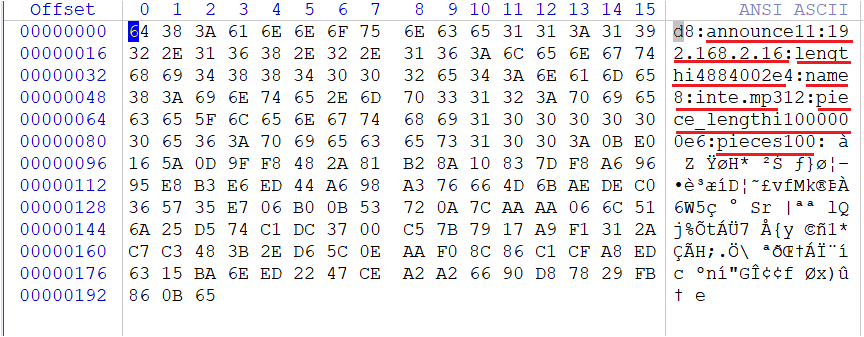 Offset 0 1 2 3 4 5 6 7 8 9 10 11 12 13 14 15 ANSI ASCII
00000000 64 38 3A 61 6E 6E 6F 75 6E 63 65 31 31 3A 31 39 d8:announce11:19
00000016 32 2E 31 36 38 2E 32 2E 31 36 3A 6C 65 6E 67 74 2.168.2.16:lengt
00000032 68 69 34 38 38 34 30 30 32 65 34 3A 6E 61 6D 65 hi4884002e4:name
00000048 38 3A 69 6E 74 65 2E 6D 70 33 31 32 3A 70 69 65 8:inte.mp312:pie
00000064 63 65 5F 6C 65 6E 67 74 68 69 31 30 30 30 30 30 ce_lengthi100000
00000080 30 65 36 3A 70 69 65 63 65 73 31 30 30 3A 0B E0 0e6:pieces100: à
00000096 16 5A 0D 9F F8 48 2A 81 B2 8A 10 83 7D F8 A6 96 Z ŸøH* ²Š ƒ}ø¦–
00000112 95 E8 B3 E6 ED 44 A6 98 A3 76 66 4D 6B AE DE C0 •è³æíD¦˜£vfMk®ÞÀ
00000128 36 57 35 E7 06 B0 0B 53 72 0A 7C AA AA 06 6C 51 6W5ç ° Sr |ªª lQ
00000144 6A 25 D5 74 C1 DC 37 00 C5 7B 79 17 A9 F1 31 2A j%ÕtÁÜ7 Å{y ©ñ1*
00000160 C7 C3 48 3B 2E D6 5C 0E AA F0 8C 86 C1 CF A8 ED ÇÃH;.Ö\ ªðŒ†ÁÏ¨í
00000176 63 15 BA 6E ED 22 47 CE A2 A2 66 90 D8 78 29 FB c ºní"GÎ¢¢f Øx)û
00000192 86 0B 65 † e